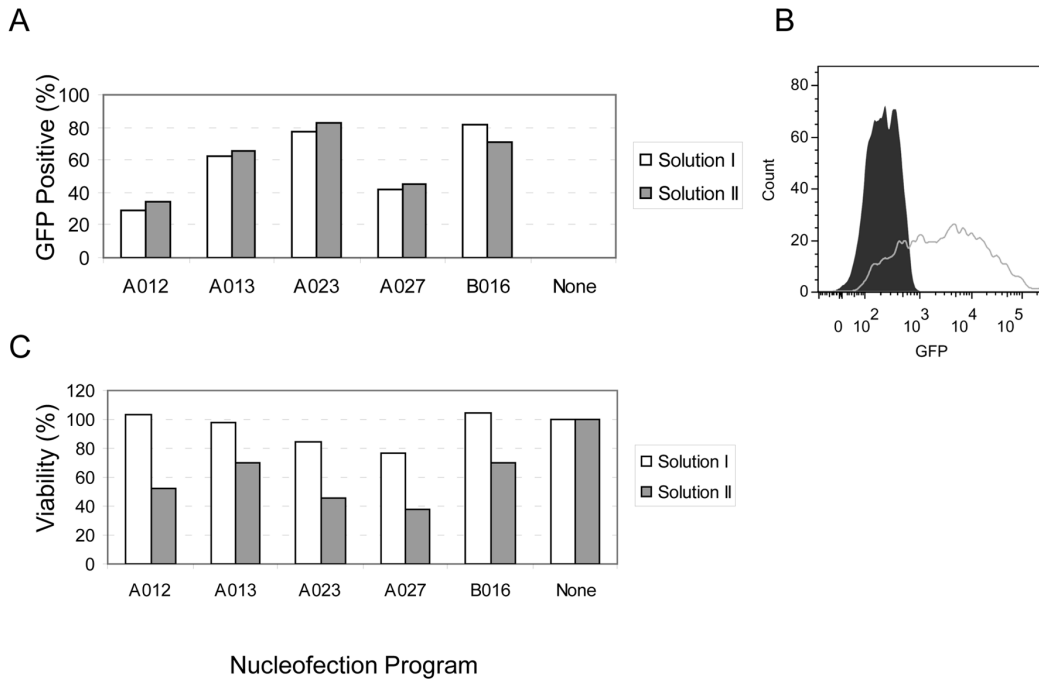 A
B
GFP Positive (%)
100
80
60
40
20
0
A012 A013 A023 A027 B016 None
Solution I
Solution II
Count
80
60
40
20
0
0 10² 10³ 10⁴ 10⁵
GFP
C
Viability (%)
120
100
80
60
40
20
0
A012 A013 A023 A027 B016 None
Solution I
Solution II
Nucleofection Program